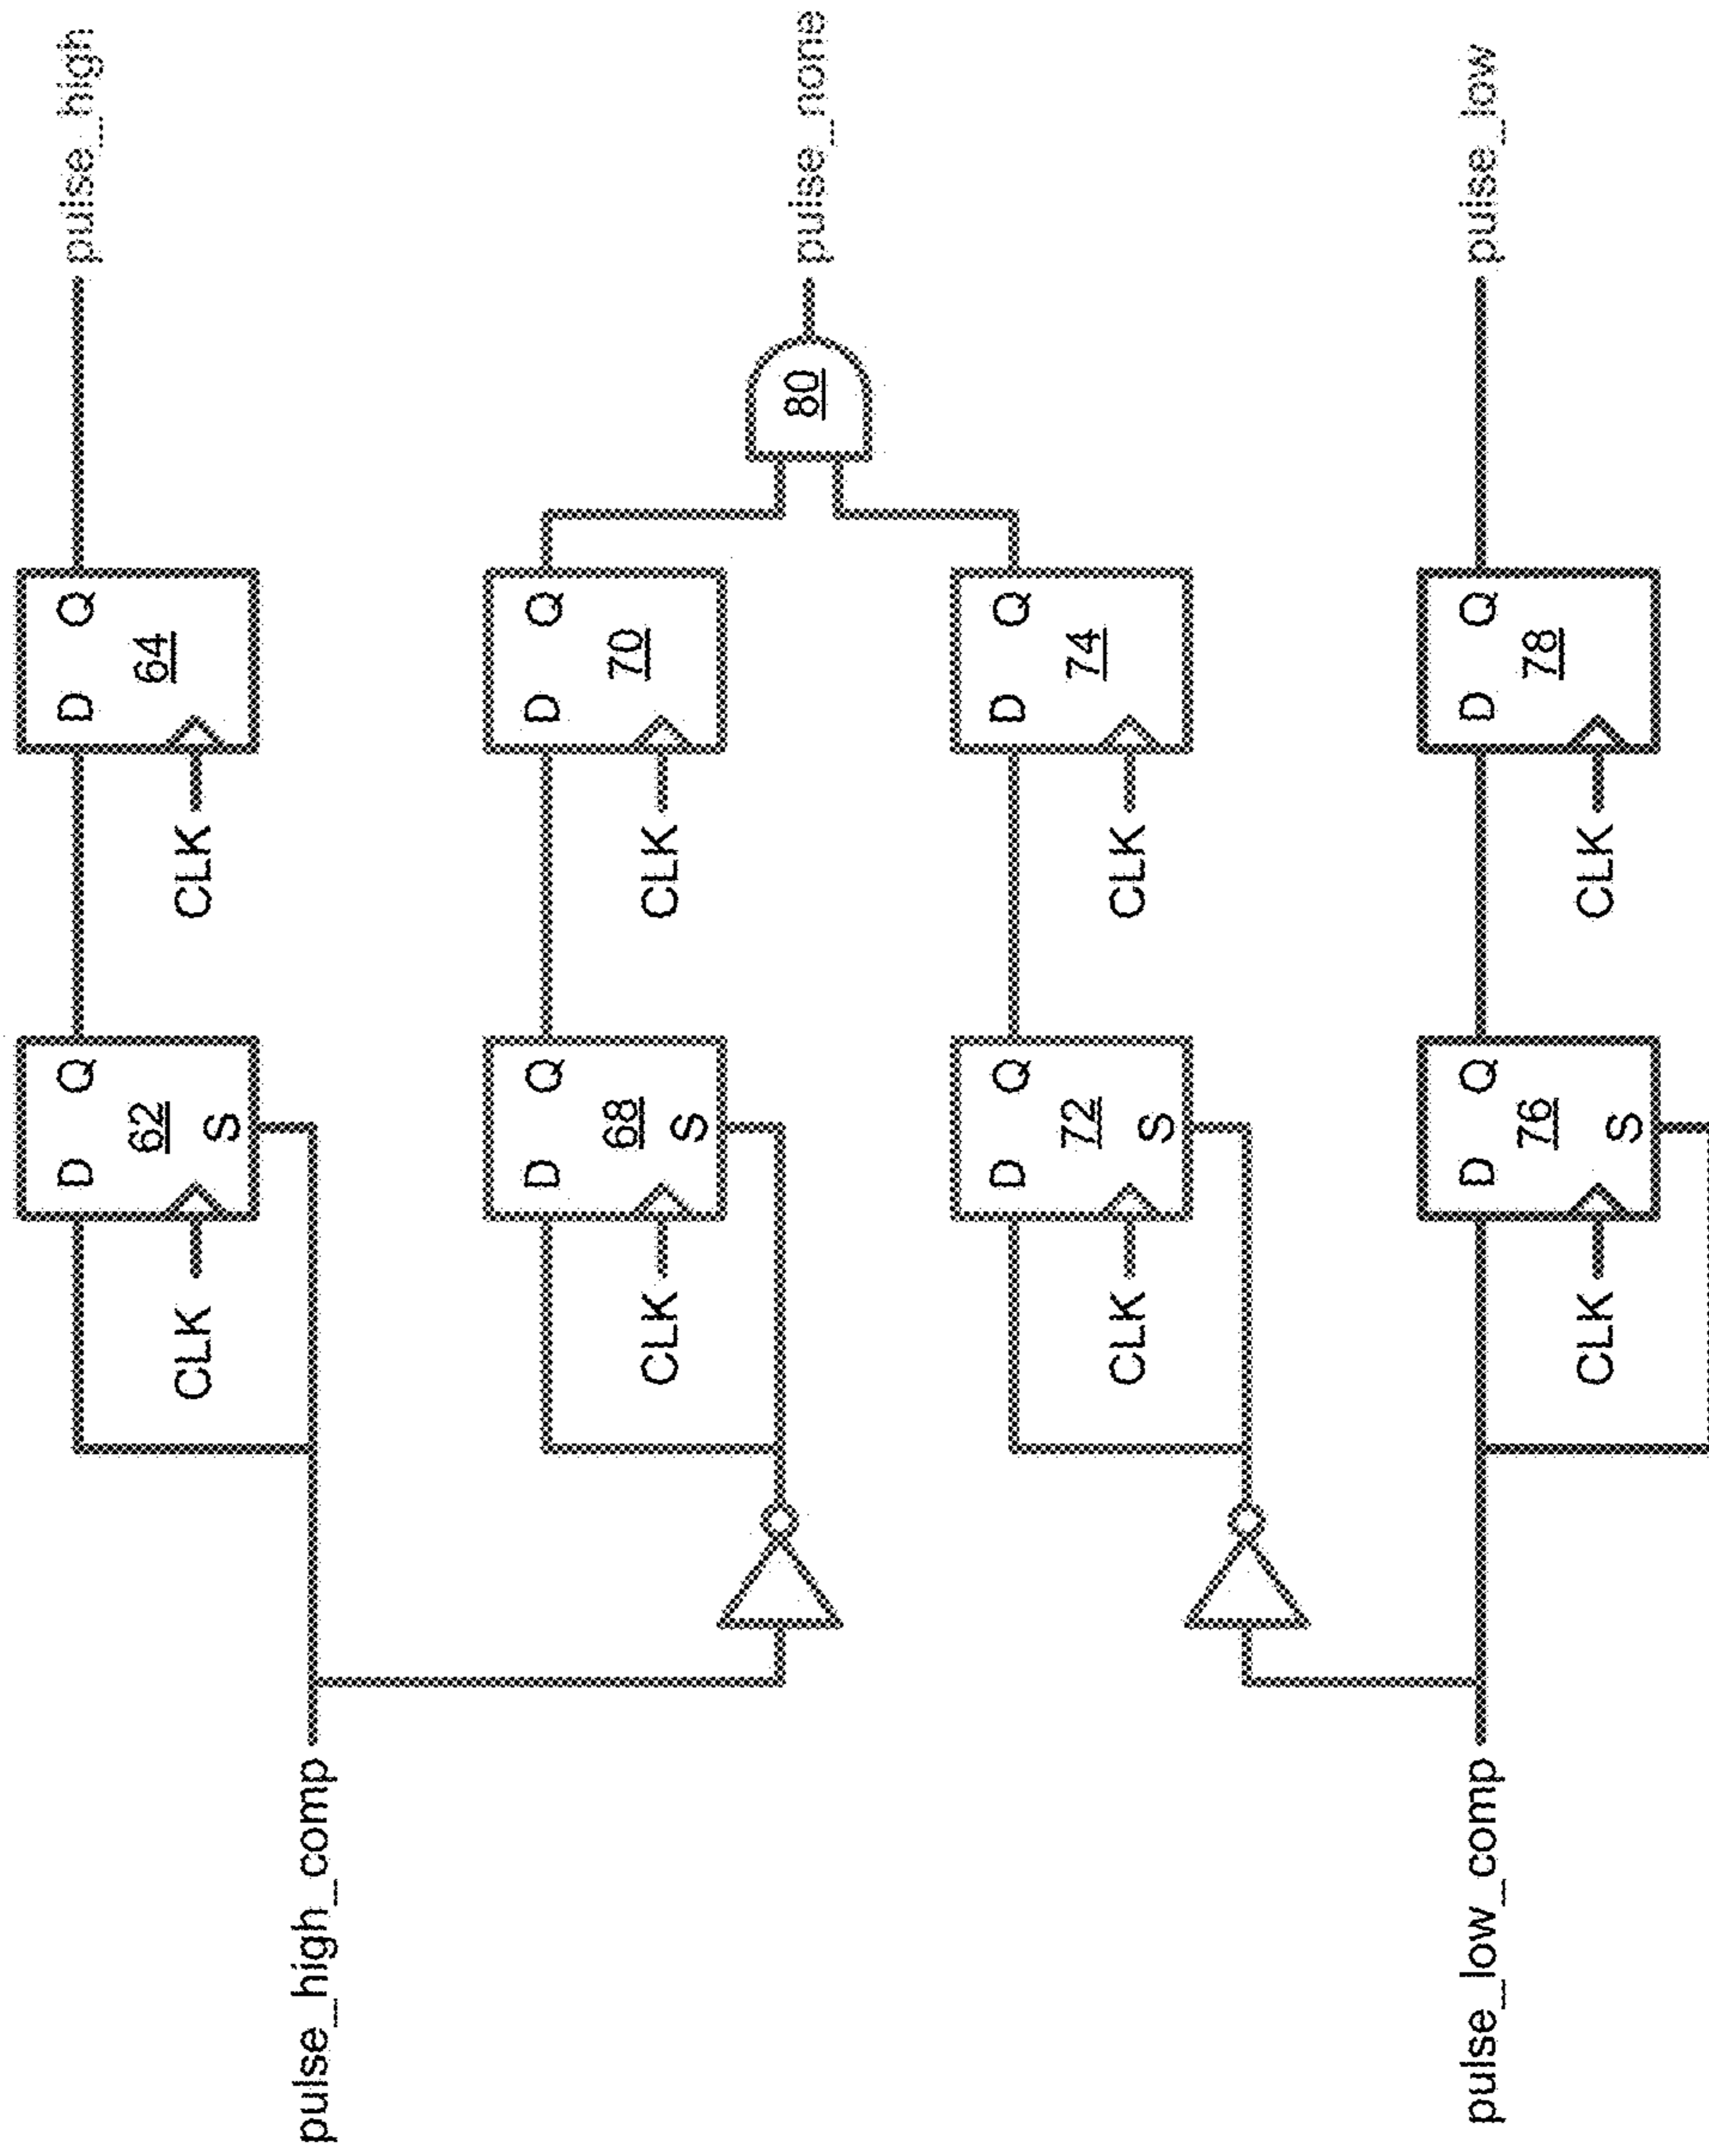 pulse_high
D Q
64
CLK
D Q
62
S
CLK
pulse_high_comp
pulse_none
80
D Q
70
CLK
D Q
68
S
CLK
D Q
74
CLK
D Q
72
S
CLK
pulse_low
D Q
78
CLK
D Q
76
S
CLK
pulse_low_comp